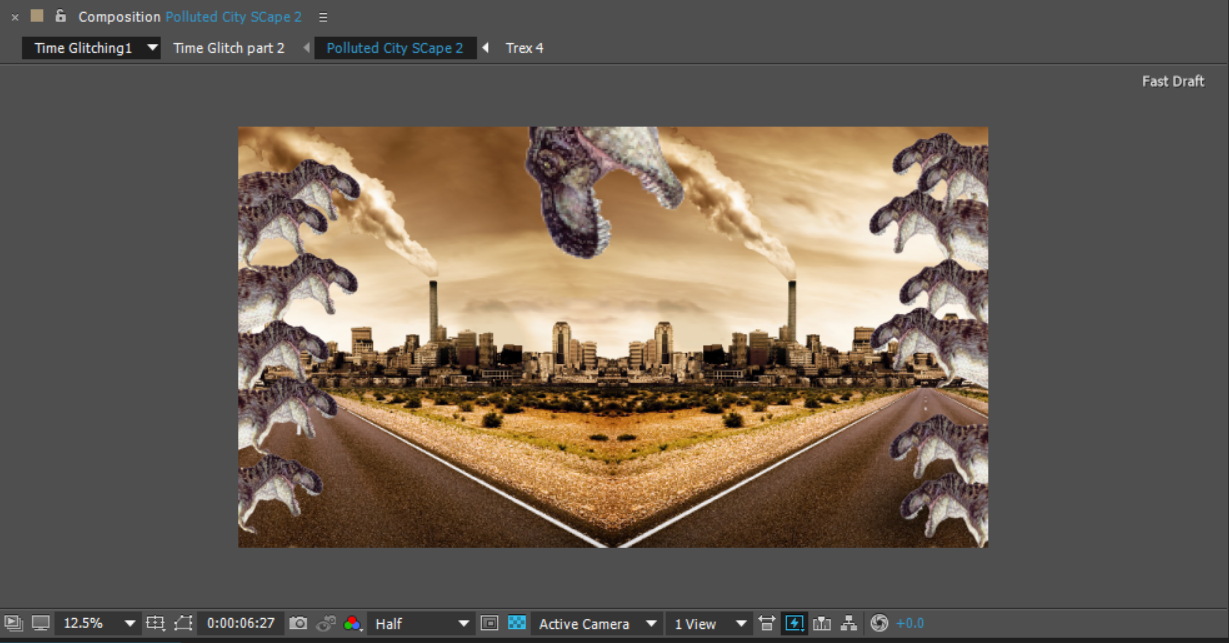 Composition Polluted City SCape 2
Time Glitching1 Time Glitch part 2 Polluted City SCape 2 Trex 4
Fast Draft
12.5% 0:00:06:27 Half Active Camera 1 View +0.0